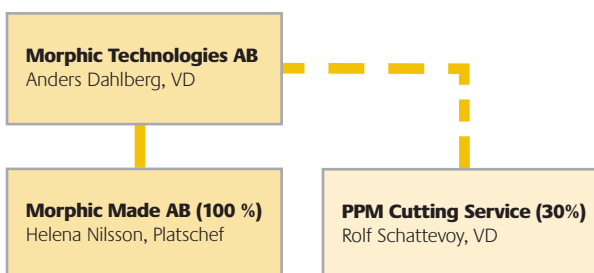 Morphic Technologies AB
Anders Dahlberg, VD
Morphic Made AB (100 %)
Helena Nilsson, Platschef
PPM Cutting Service (30%)
Rolf Schattevoy, VD